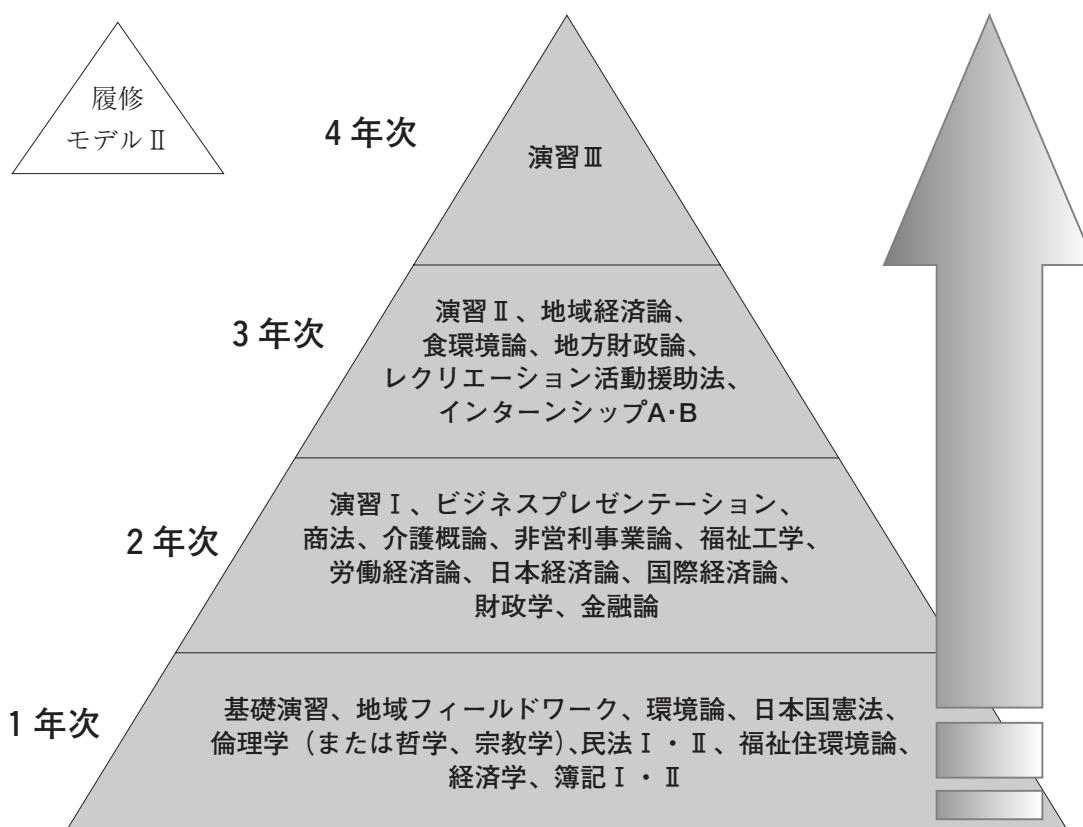 履修
モデルⅡ
4年次
演習Ⅲ
3年次
演習Ⅱ、地域経済論、
食環境論、地方財政論、
レクリエーション活動援助法、
インターンシップA・B
2年次
演習Ⅰ、ビジネスプレゼンテーション、
商法、介護概論、非営利事業論、福祉工学、
労働経済論、日本経済論、国際経済論、
財政学、金融論
1年次
基礎演習、地域フィールドワーク、環境論、日本国憲法、
倫理学（または哲学、宗教学）、民法Ⅰ・Ⅱ、福祉住環境論、
経済学、簿記Ⅰ・Ⅱ